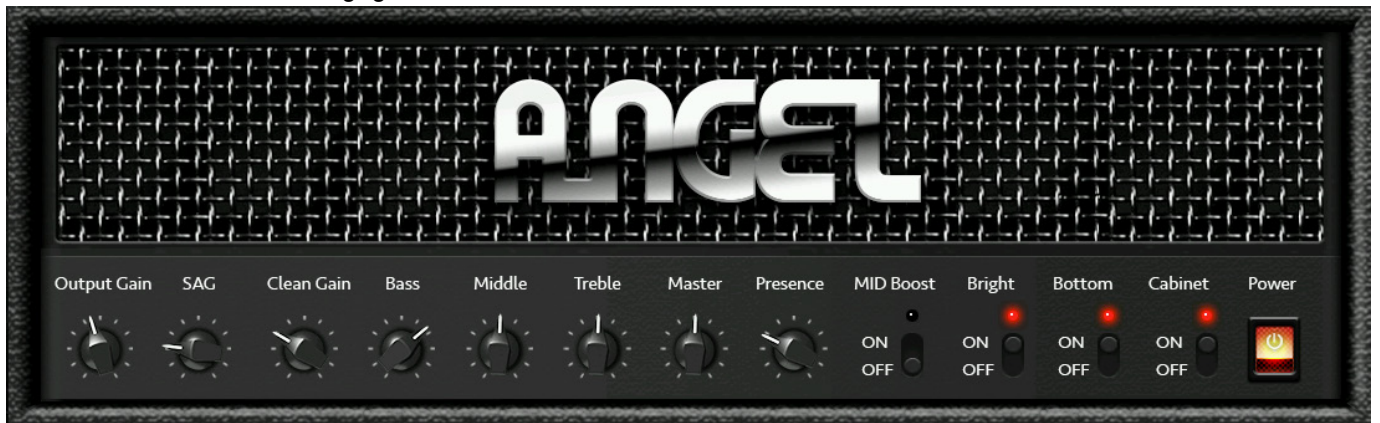 ANGEL
Output Gain SAG Clean Gain Bass Middle Treble Master Presence MID Boost Bright Bottom Cabinet Power
ON ON ON ON
OFF OFF OFF OFF